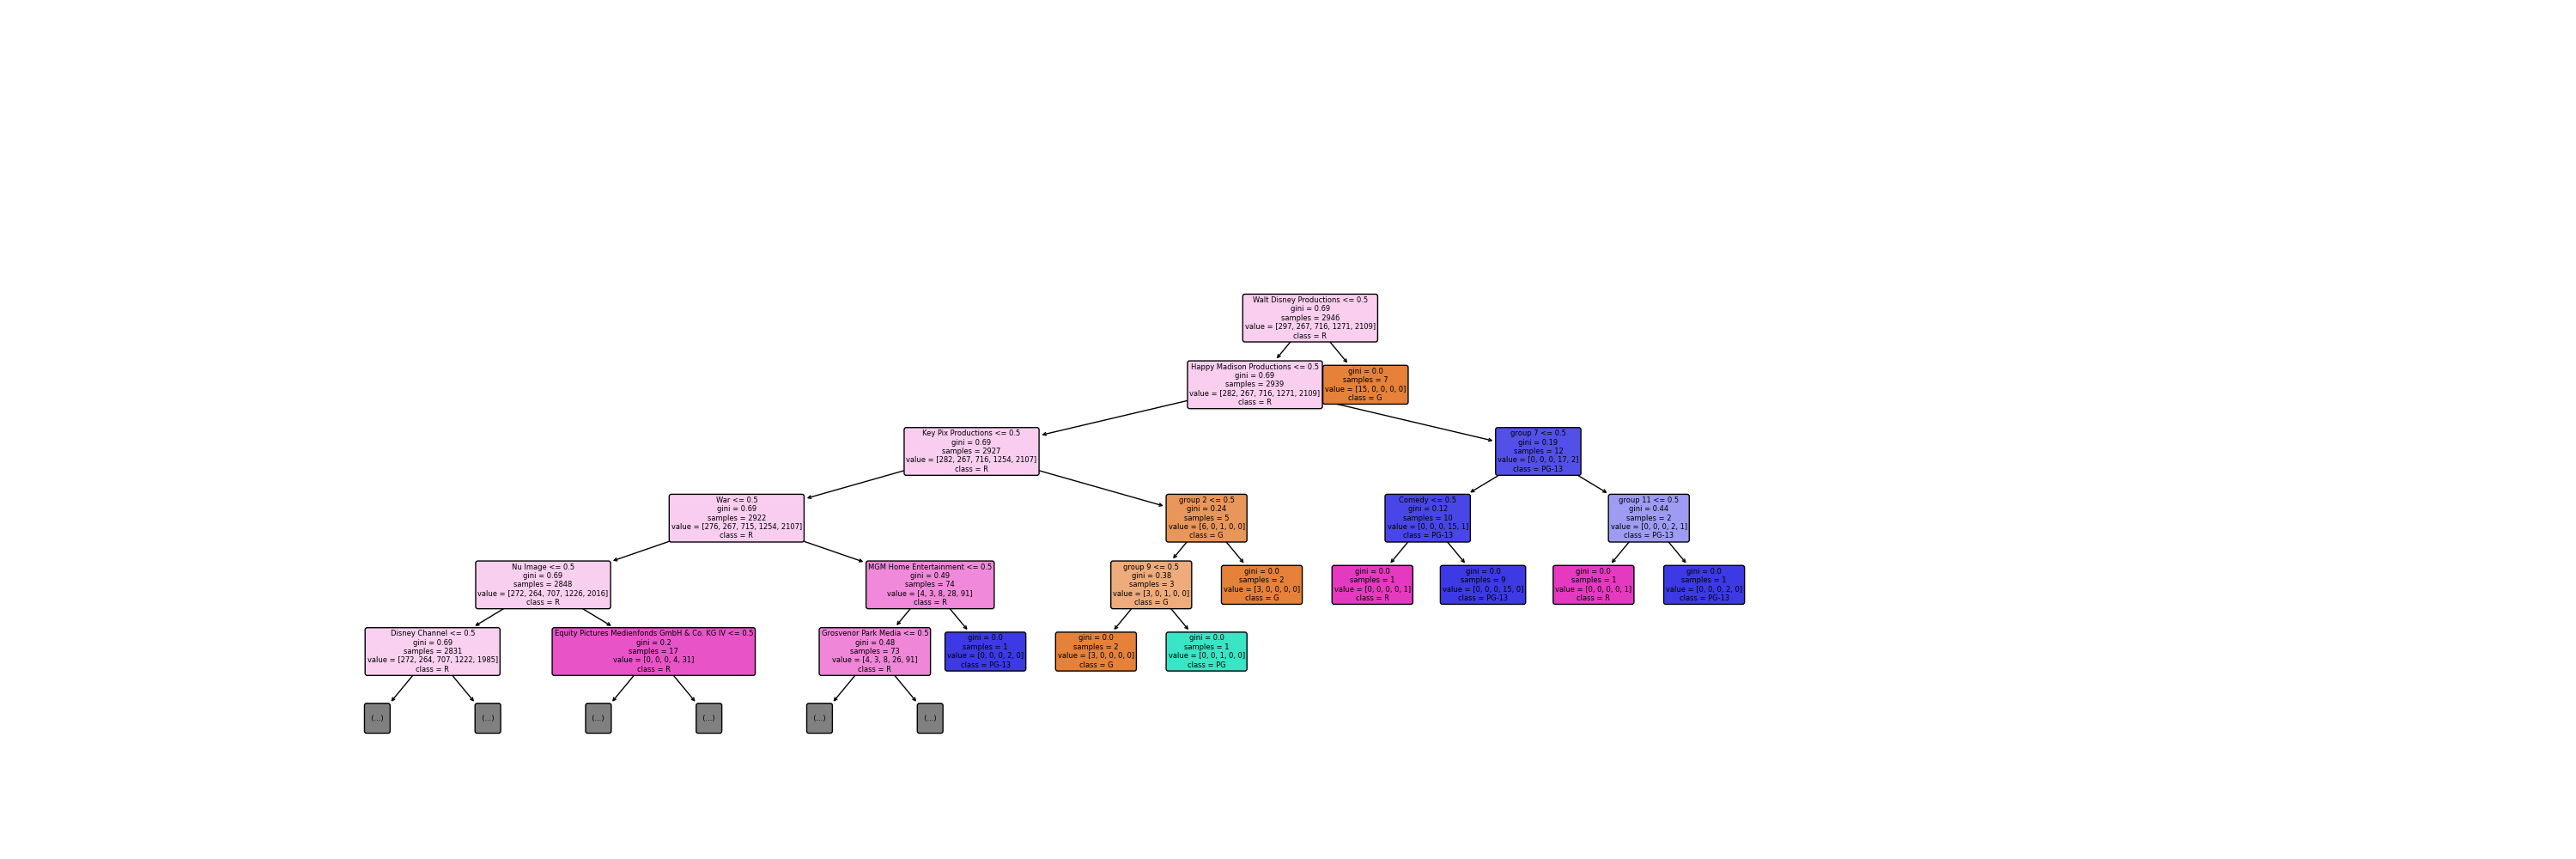 Walt Disney Productions <= 0.5
gini = 0.69
samples = 2946
value = [297, 267, 716, 1271, 2109]
class = R
Happy Madison Productions <= 0.5
gini = 0.69
samples = 2939
value = [282, 267, 716, 1271, 2109]
class = R
gini = 0.0
samples = 7
value = [15, 0, 0, 0, 0]
class = G
Key Pix Productions <= 0.5
gini = 0.69
samples = 2927
value = [282, 267, 716, 1254, 2107]
class = R
group 7 <= 0.5
gini = 0.19
samples = 12
value = [0, 0, 0, 17, 2]
class = PG-13
War <= 0.5
gini = 0.69
samples = 2922
value = [276, 267, 715, 1254, 2107]
class = R
group 2 <= 0.5
gini = 0.24
samples = 5
value = [6, 0, 1, 0, 0]
class = G
Comedy <= 0.5
gini = 0.12
samples = 10
value = [0, 0, 0, 15, 1]
class = PG-13
group 11 <= 0.5
gini = 0.44
samples = 2
value = [0, 0, 0, 2, 1]
class = PG-13
Nu Image <= 0.5
gini = 0.69
samples = 2848
value = [272, 264, 707, 1226, 2016]
class = R
MGM Home Entertainment <= 0.5
gini = 0.49
samples = 74
value = [4, 3, 8, 28, 91]
class = R
group 9 <= 0.5
gini = 0.38
samples = 3
value = [3, 0, 1, 0, 0]
class = G
gini = 0.0
samples = 2
value = [3, 0, 0, 0, 0]
class = G
gini = 0.0
samples = 1
value = [0, 0, 0, 0, 1]
class = R
gini = 0.0
samples = 9
value = [0, 0, 0, 15, 0]
class = PG-13
gini = 0.0
samples = 1
value = [0, 0, 0, 0, 1]
class = R
gini = 0.0
samples = 1
value = [0, 0, 0, 2, 0]
class = PG-13
Disney Channel <= 0.5
gini = 0.69
samples = 2831
value = [272, 264, 707, 1222, 1985]
class = R
Equity Pictures Medienfonds GmbH & Co. KG IV <= 0.5
gini = 0.2
samples = 17
value = [0, 0, 0, 4, 31]
class = R
Grosvenor Park Media <= 0.5
gini = 0.48
samples = 73
value = [4, 3, 8, 26, 91]
class = R
gini = 0.0
samples = 1
value = [0, 0, 0, 2, 0]
class = PG-13
gini = 0.0
samples = 2
value = [3, 0, 0, 0, 0]
class = G
gini = 0.0
samples = 1
value = [0, 0, 1, 0, 0]
class = PG
(...)
(...)
(...)
(...)
(...)
(...)